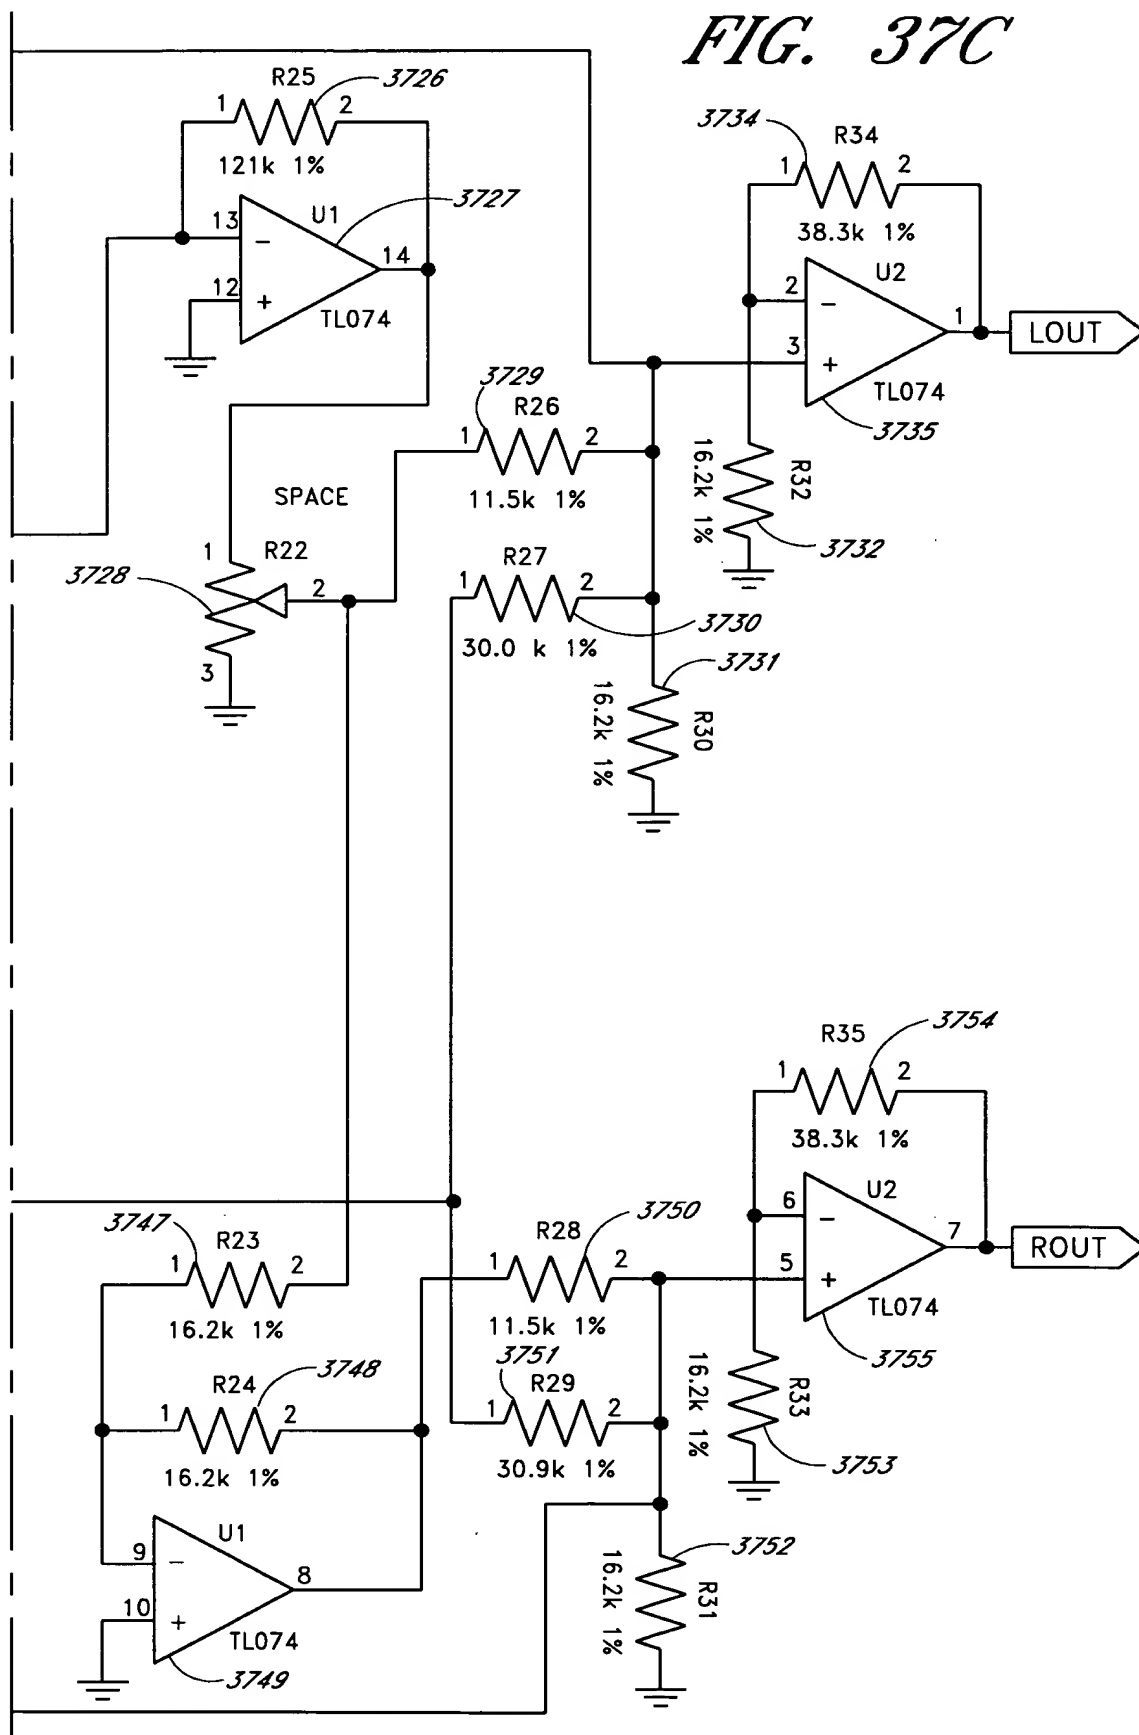 FIG. 37C
R25 3726
1 2
121k 1%
U1 3727
13 -
14
12 +
TL074
3734 R34
1 2
38.3k 1%
U2
2 -
1
3 +
TL074
3735
LOUT
3729 R26
1 2
11.5k 1%
16.2k 1% R32
3732
SPACE
1 R22
3728
2
3
R27
1 2
30.0 k 1%
3730
3731
16.2k 1% R30
R35 3754
1 2
38.3k 1%
U2
6 -
7
5 +
TL074
3755
ROUT
3747 R23
1 2
16.2k 1%
R28 3750
1 2
11.5k 1%
3751 R29
1 2
30.9k 1%
16.2k 1% R33
3753
R24 3748
1 2
16.2k 1%
U1
9 -
8
10 +
TL074
3749
3752
16.2k 1% R31